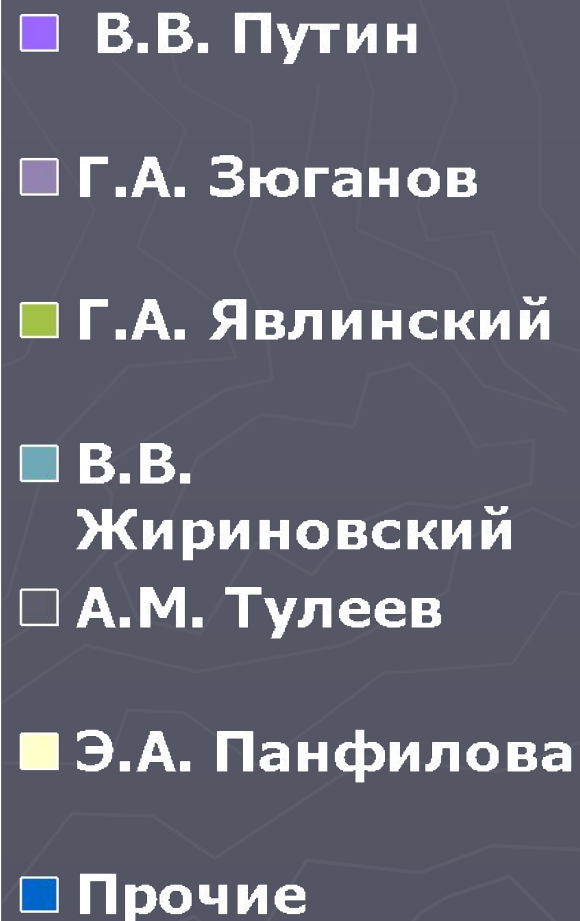 В.В. Путин
Г.А. Зюганов
Г.А. Явлинский
В.В.
Жириновский
А.М. Тулеев
Э.А. Панфилова
Прочие